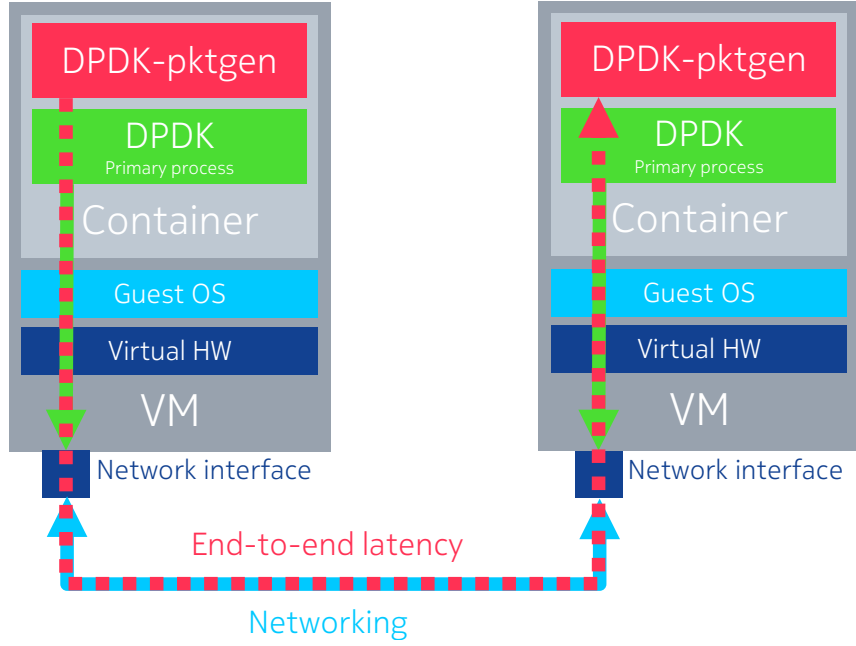 DPDK-pktgen
DPDK
Primary process
Container
Guest OS
Virtual HW
VM
Network interface
DPDK-pktgen
DPDK
Primary process
Container
Guest OS
Virtual HW
VM
Network interface
End-to-end latency
Networking